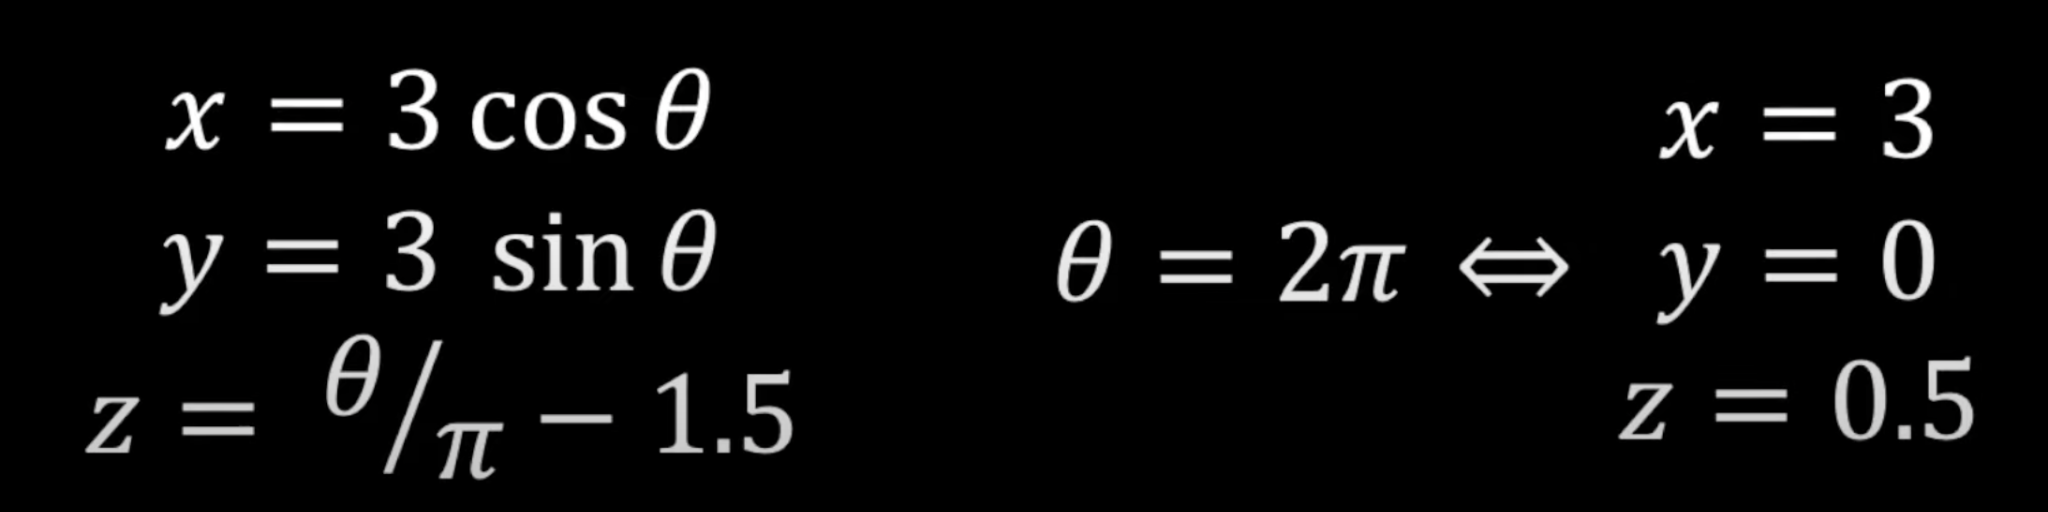 x = 3 cos θ
y = 3 sin θ
z = θ/π − 1.5
θ = 2π ⇔
x = 3
y = 0
z = 0.5